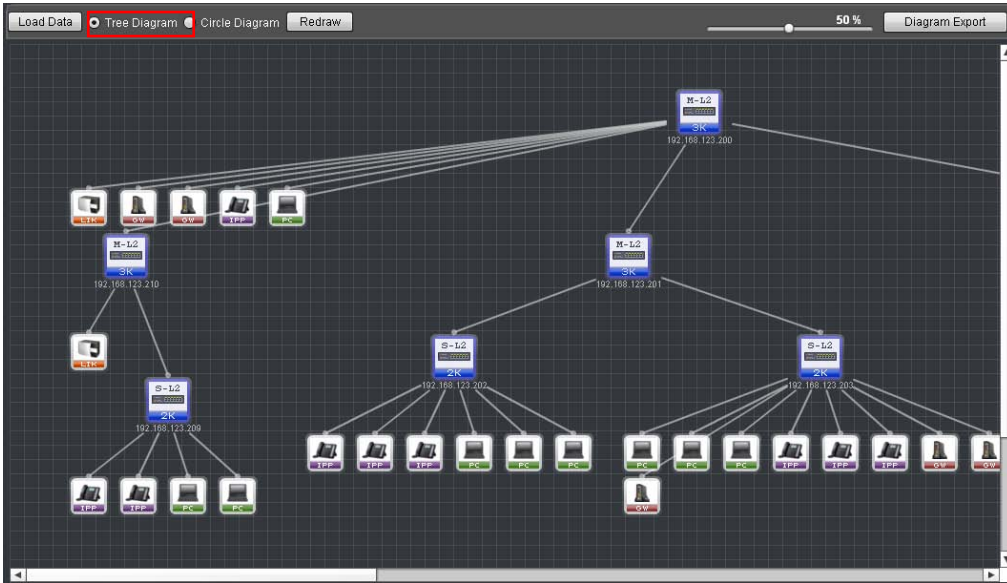 Load Data Tree Diagram Circle Diagram Redraw 50 % Diagram Export
M-L2
3K
192.168.123.200
LIK GW GW IPP PC
M-L2
3K
192.168.123.210
M-L2
3K
192.168.123.201
LIK
S-L2
2K
192.168.123.202
S-L2
2K
192.168.123.203
S-L2
2K
192.168.123.209
IPP IPP IPP PC PC PC
PC PC PC IPP IPP IPP GW GW
IPP IPP PC PC
GW